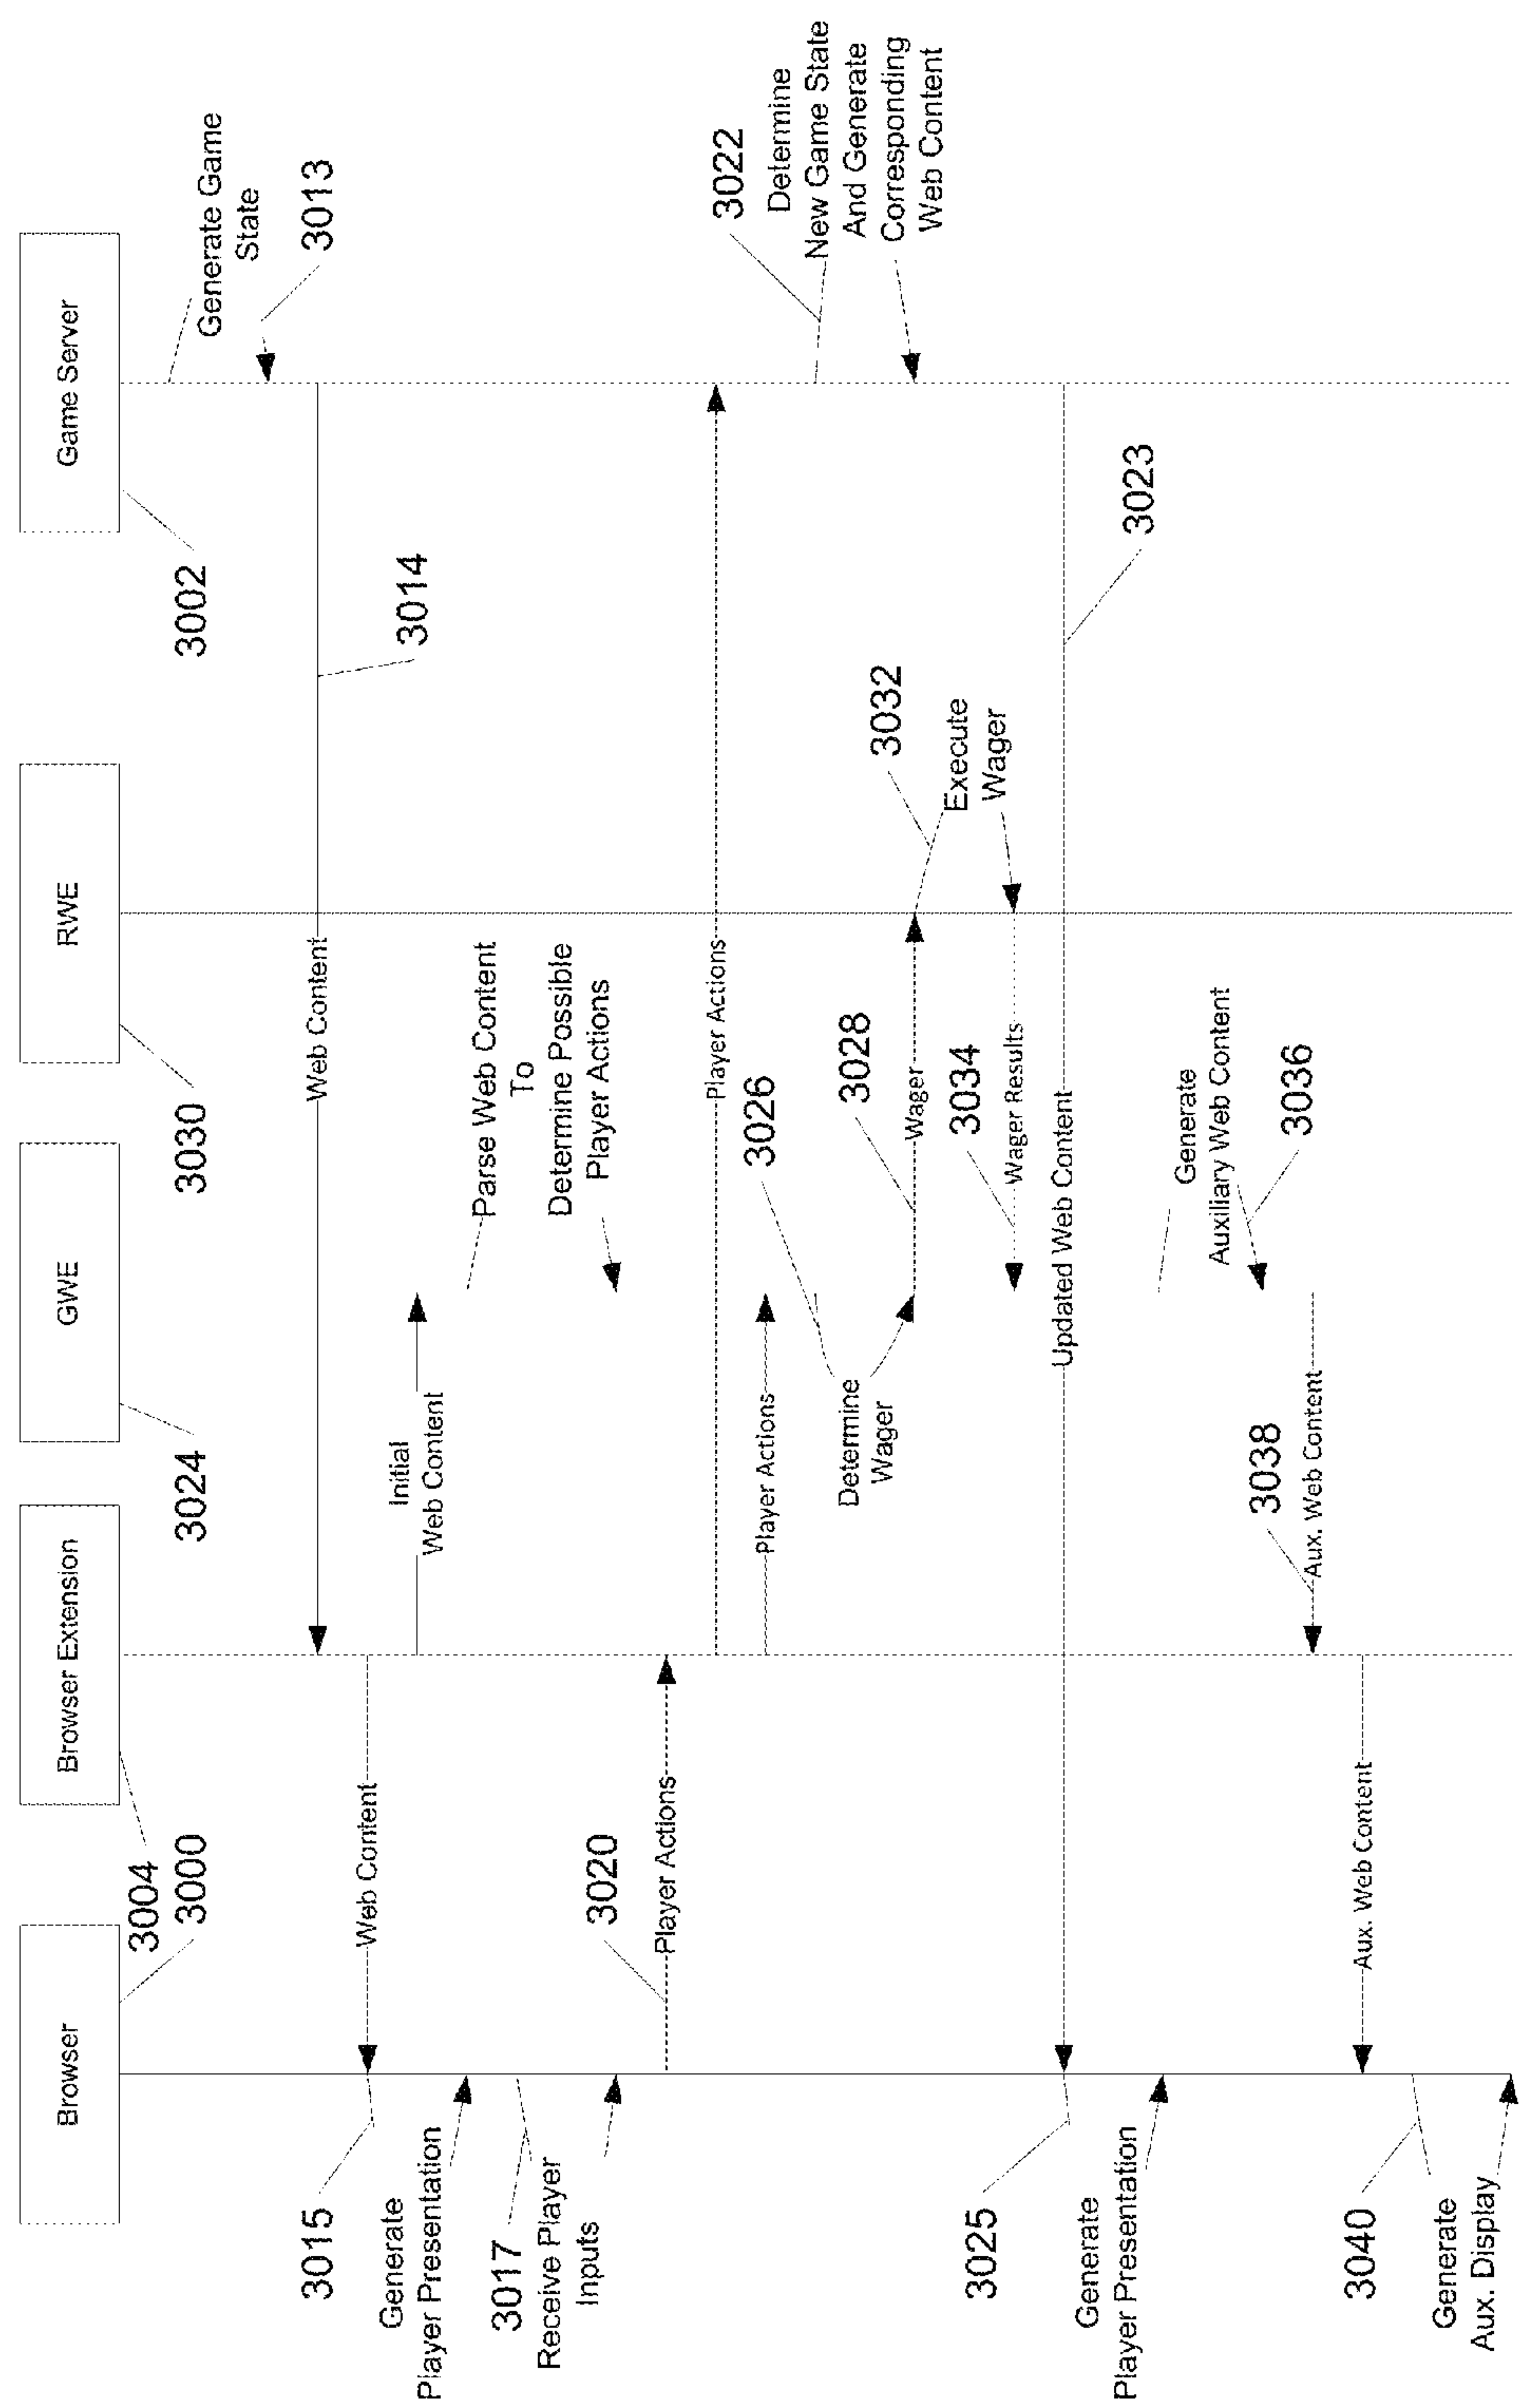 Browser
Browser Extension
GWE
RWE
Game Server
3004
3000
3024
3030
3002
Generate Game
State
3013
Web Content
3014
3015
Web Content
Generate
Player Presentation
Initial
Web Content
Parse Web Content
To
Determine Possible
Player Actions
3017
Receive Player
Inputs
3020
Player Actions
Player Actions
3022
Determine
New Game State
And Generate
Corresponding
Web Content
Player Actions
3026
Determine
Wager
3028
Wager
3032
Execute
Wager
3034
Wager Results
Updated Web Content
3023
3025
Generate
Player Presentation
Generate
Auxiliary Web Content
3036
3038
Aux. Web Content
Aux. Web Content
3040
Generate
Aux. Display